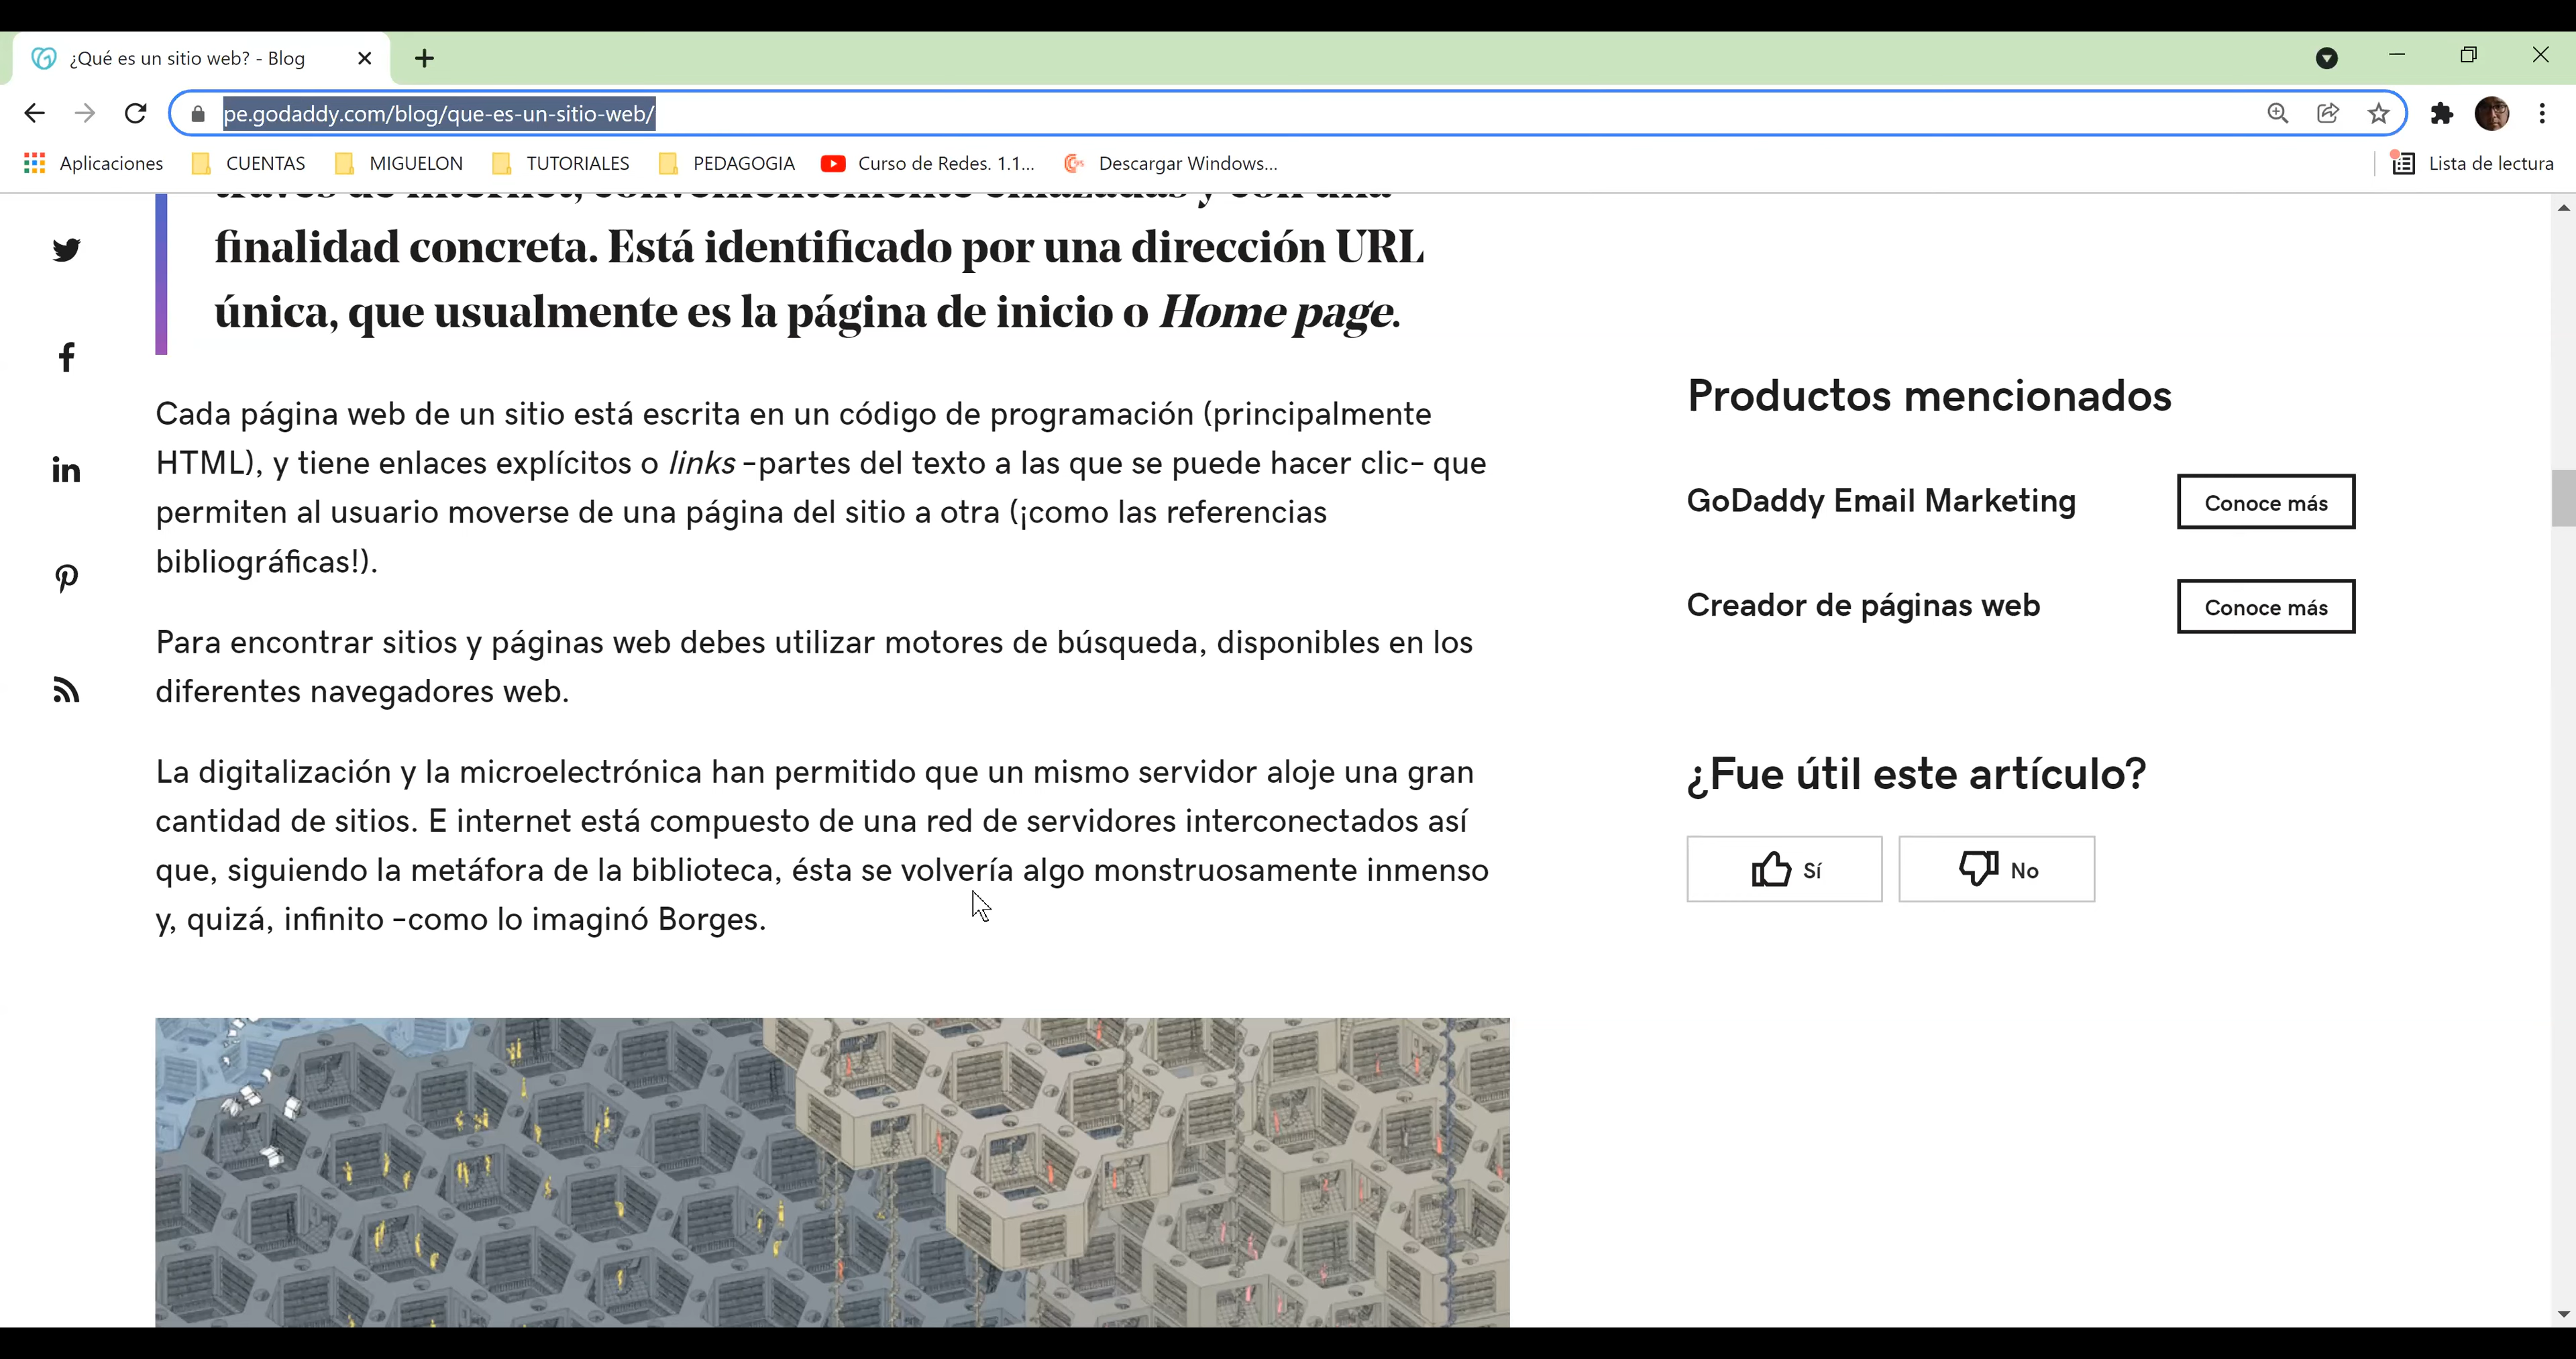 ¿Qué es un sitio web? - Blog
pe.godaddy.com/blog/que-es-un-sitio-web/
Aplicaciones CUENTAS MIGUELON TUTORIALES PEDAGOGIA Curso de Redes. 1.1... Descargar Windows... Lista de lectura
través de internet, convenientemente enlazadas y con una
finalidad concreta. Está identificado por una dirección URL
única, que usualmente es la página de inicio o Home page.
Cada página web de un sitio está escrita en un código de programación (principalmente
HTML), y tiene enlaces explícitos o links –partes del texto a las que se puede hacer clic– que
permiten al usuario moverse de una página del sitio a otra (¡como las referencias
bibliográficas!).
Para encontrar sitios y páginas web debes utilizar motores de búsqueda, disponibles en los
diferentes navegadores web.
La digitalización y la microelectrónica han permitido que un mismo servidor aloje una gran
cantidad de sitios. E internet está compuesto de una red de servidores interconectados así
que, siguiendo la metáfora de la biblioteca, ésta se volvería algo monstruosamente inmenso
y, quizá, infinito –como lo imaginó Borges.
Productos mencionados
GoDaddy Email Marketing Conoce más
Creador de páginas web Conoce más
¿Fue útil este artículo?
Sí No